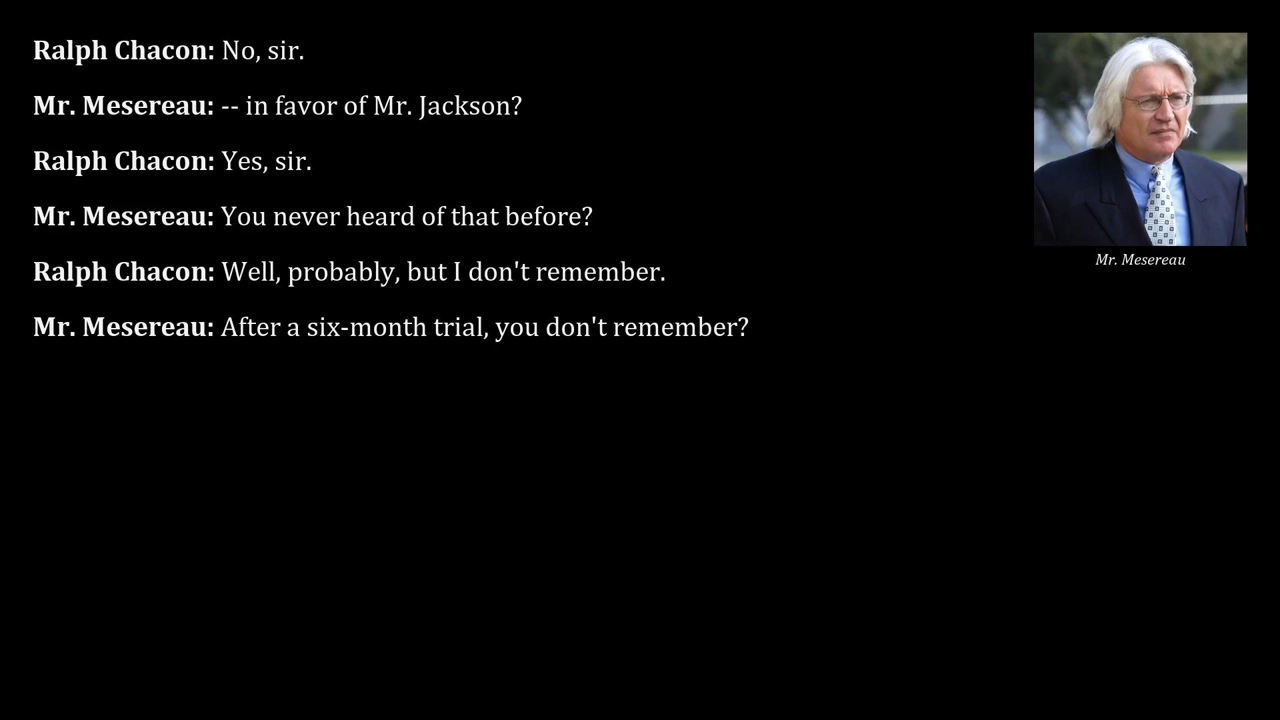 Ralph Chacon: No, sir.
Mr. Mesereau: -- in favor of Mr. Jackson?
Ralph Chacon: Yes, sir.
Mr. Mesereau: You never heard of that before?
Ralph Chacon: Well, probably, but I don't remember.
Mr. Mesereau: After a six-month trial, you don't remember?
Mr. Mesereau